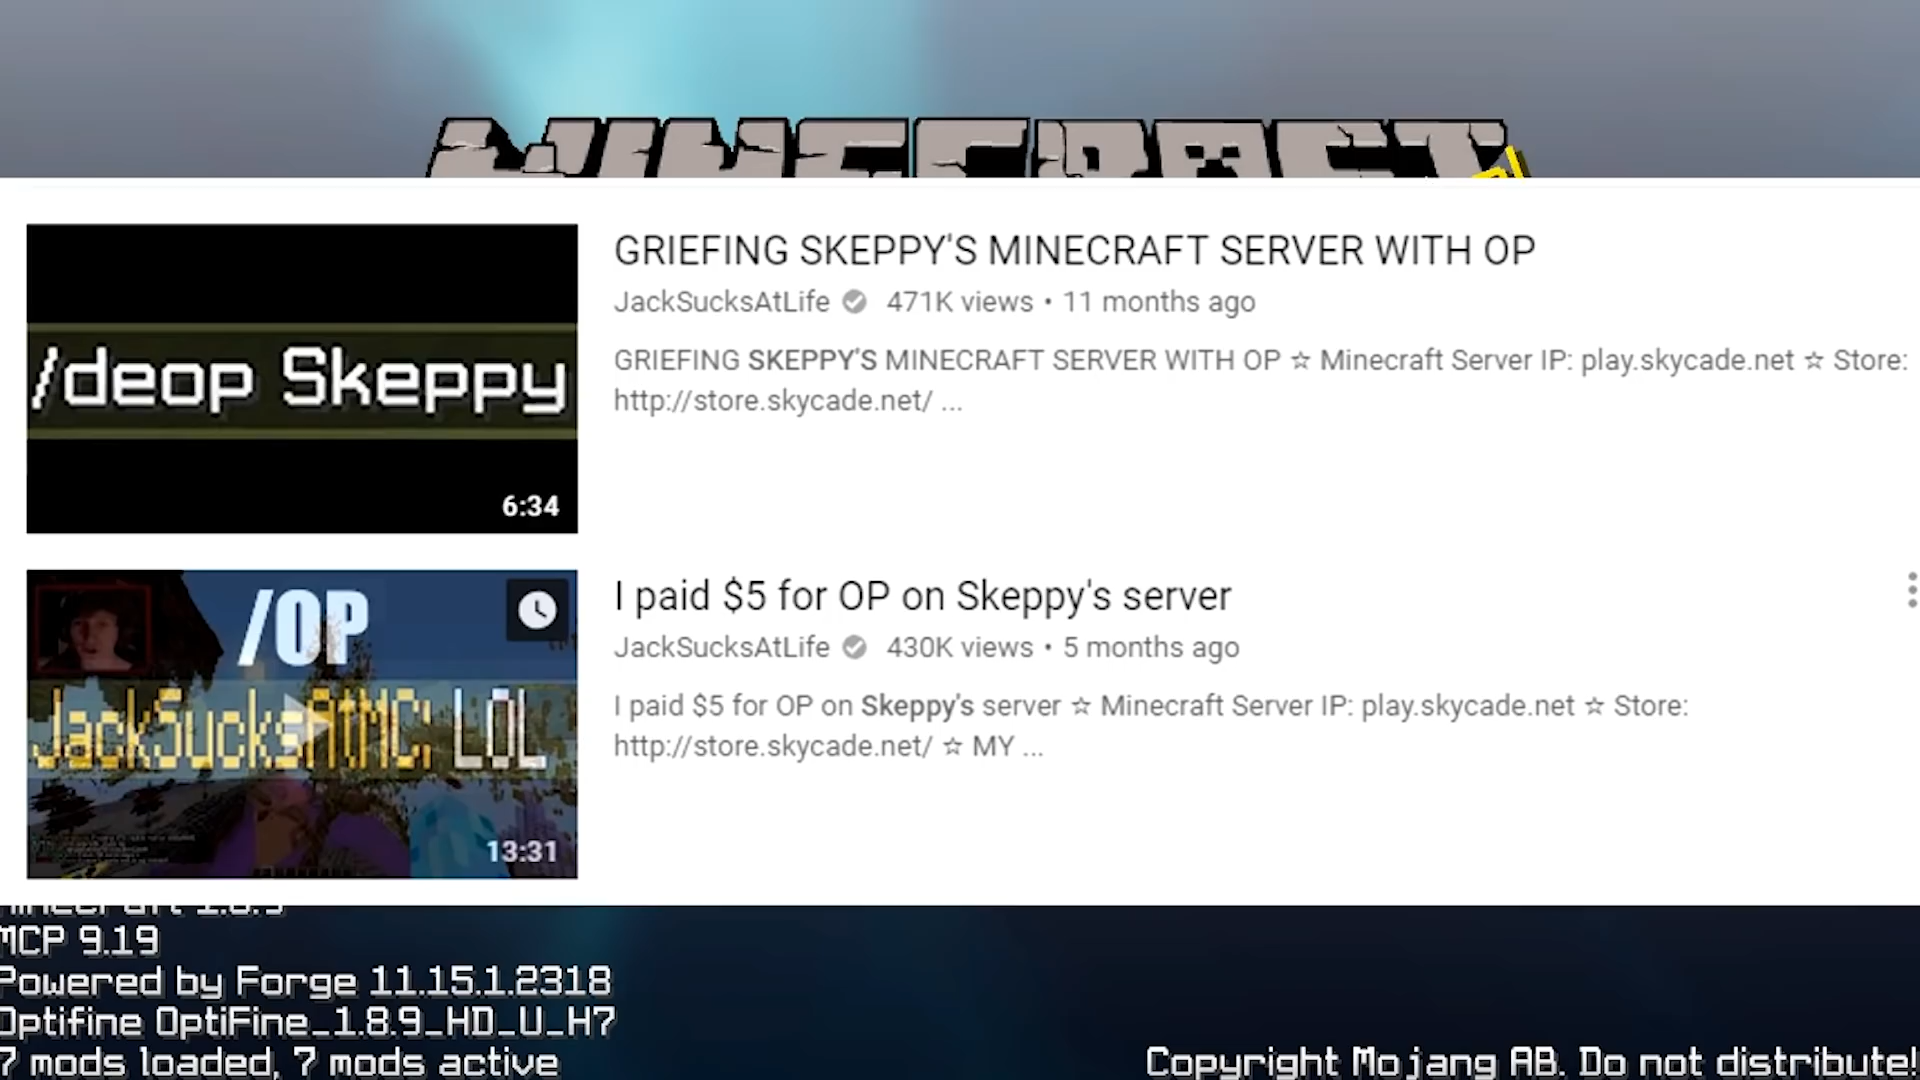 MINECRAFT
GRIEFING SKEPPY'S MINECRAFT SERVER WITH OP
JackSucksAtLife 471K views • 11 months ago
GRIEFING SKEPPY'S MINECRAFT SERVER WITH OP ☆ Minecraft Server IP: play.skycade.net ☆ Store:
http://store.skycade.net/ ...
/deop Skeppy
6:34
I paid $5 for OP on Skeppy's server
JackSucksAtLife 430K views • 5 months ago
I paid $5 for OP on Skeppy's server ☆ Minecraft Server IP: play.skycade.net ☆ Store:
http://store.skycade.net/ ☆ MY ...
/OP
JackSucksAtMC: LOL
13:31
Minecraft 1.8.9
MCP 9.19
Powered by Forge 11.15.1.2318
Optifine OptiFine_1.8.9_HD_U_H7
7 mods loaded, 7 mods active
Copyright Mojang AB. Do not distribute!